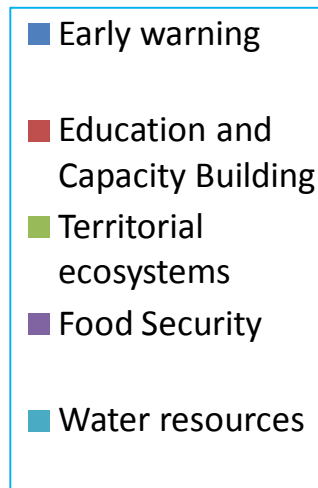 Early warning
Education and
Capacity Building
Territorial
ecosystems
Food Security
Water resources